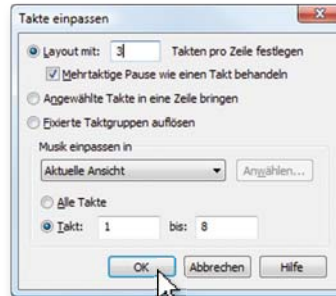 Takte einpassen
Layout mit: 3 Takten pro Zeile festlegen
Mehrtaktige Pause wie einen Takt behandeln
Angewählte Takte in eine Zeile bringen
Fixierte Taktgruppen auflösen
Musik einpassen in
Aktuelle Ansicht Anwählen...
Alle Takte
Takt: 1 bis: 8
OK Abbrechen Hilfe